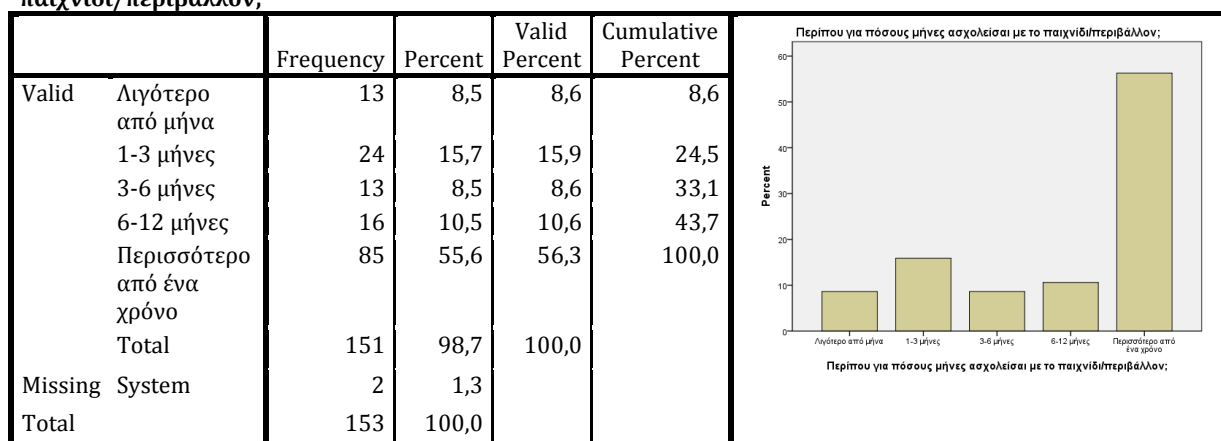 παιχνίδι/περιβάλλον;
Frequency Percent Valid Percent Cumulative Percent
Valid Λιγότερο από μήνα 13 8,5 8,6 8,6
1-3 μήνες 24 15,7 15,9 24,5
3-6 μήνες 13 8,5 8,6 33,1
6-12 μήνες 16 10,5 10,6 43,7
Περισσότερο από ένα χρόνο 85 55,6 56,3 100,0
Total 151 98,7 100,0
Missing System 2 1,3
Total 153 100,0
Περίπου για πόσους μήνες ασχολείσαι με το παιχνίδι/περιβάλλον;
Percent
60
50
40
30
20
10
0
Λιγότερο από μήνα 1-3 μήνες 3-6 μήνες 6-12 μήνες Περισσότερο από ένα χρόνο
Περίπου για πόσους μήνες ασχολείσαι με το παιχνίδι/περιβάλλον;